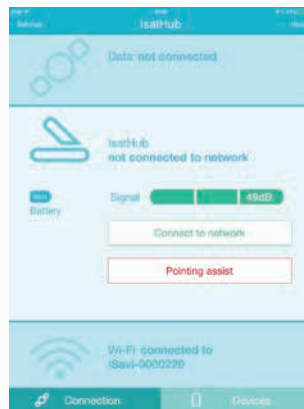 IsatHub
Data: not connected
IsatHub
not connected to network
Battery
Signal 49dB
Connect to network
Pointing assist
Wi-Fi: connected to
iSavi-0000220
Connection Devices